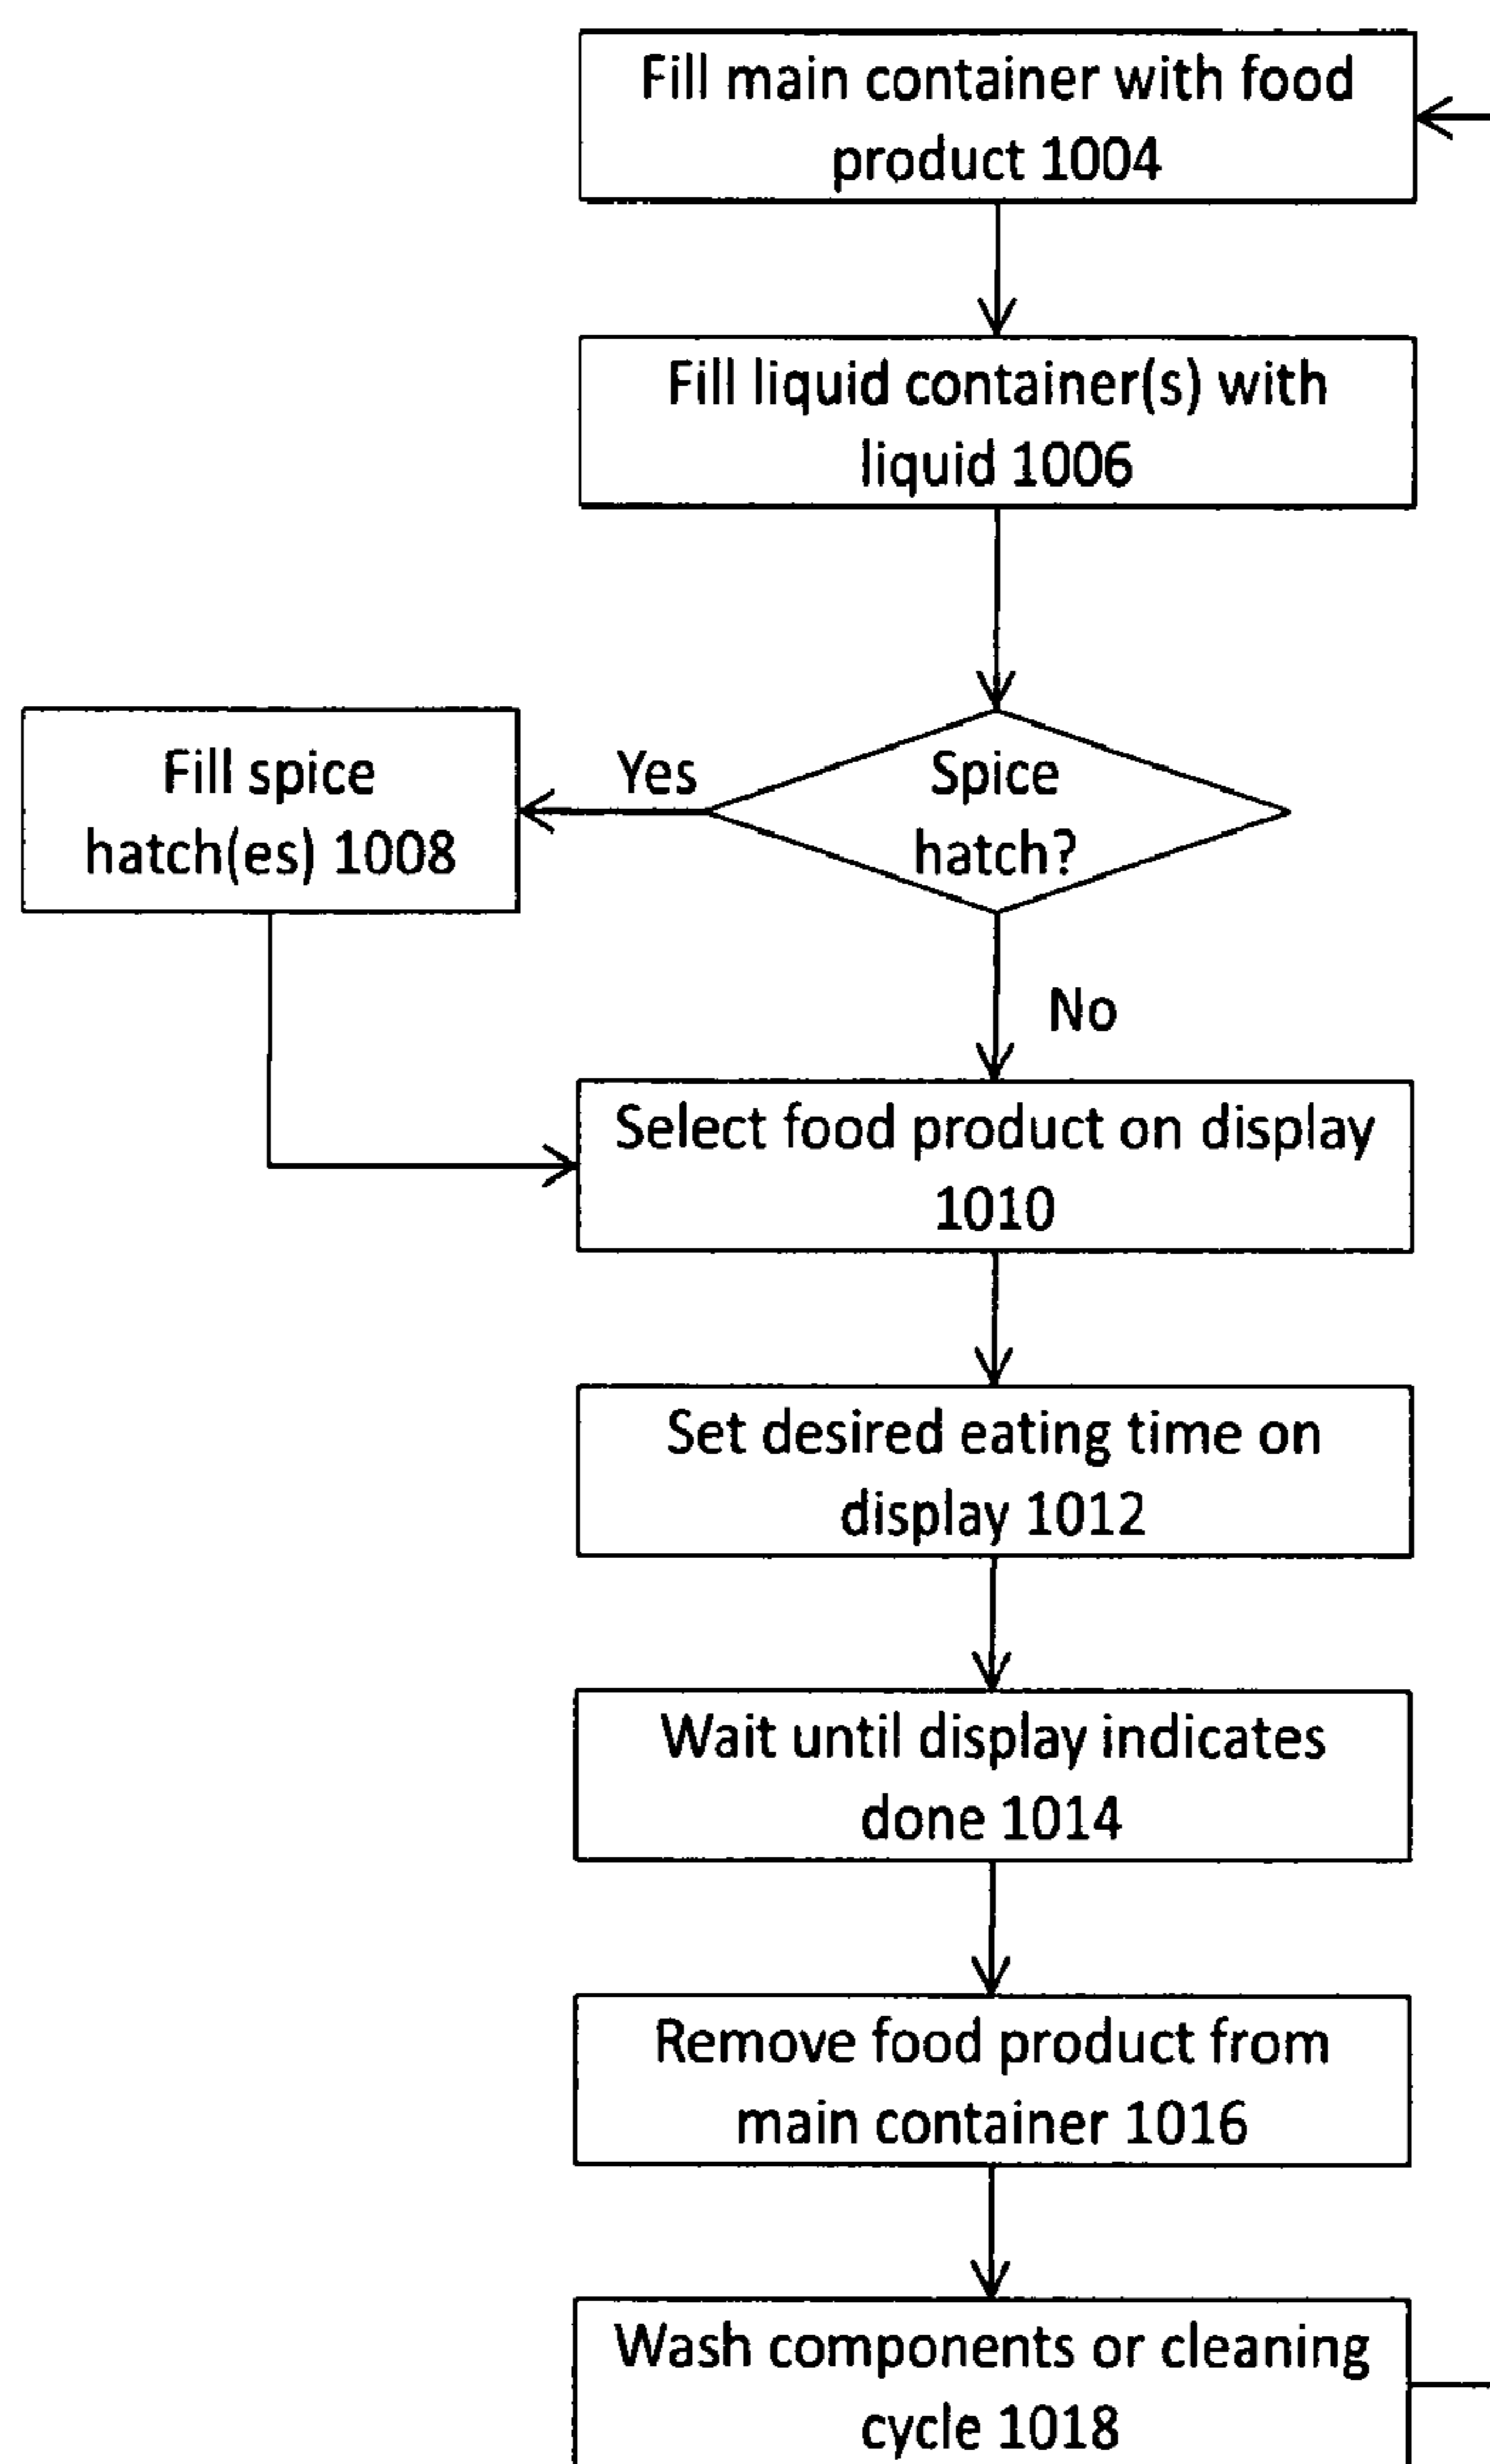 Fill main container with food
product 1004
Fill liquid container(s) with
liquid 1006
Spice
hatch?
Yes
Fill spice
hatch(es) 1008
No
Select food product on display
1010
Set desired eating time on
display 1012
Wait until display indicates
done 1014
Remove food product from
main container 1016
Wash components or cleaning
cycle 1018